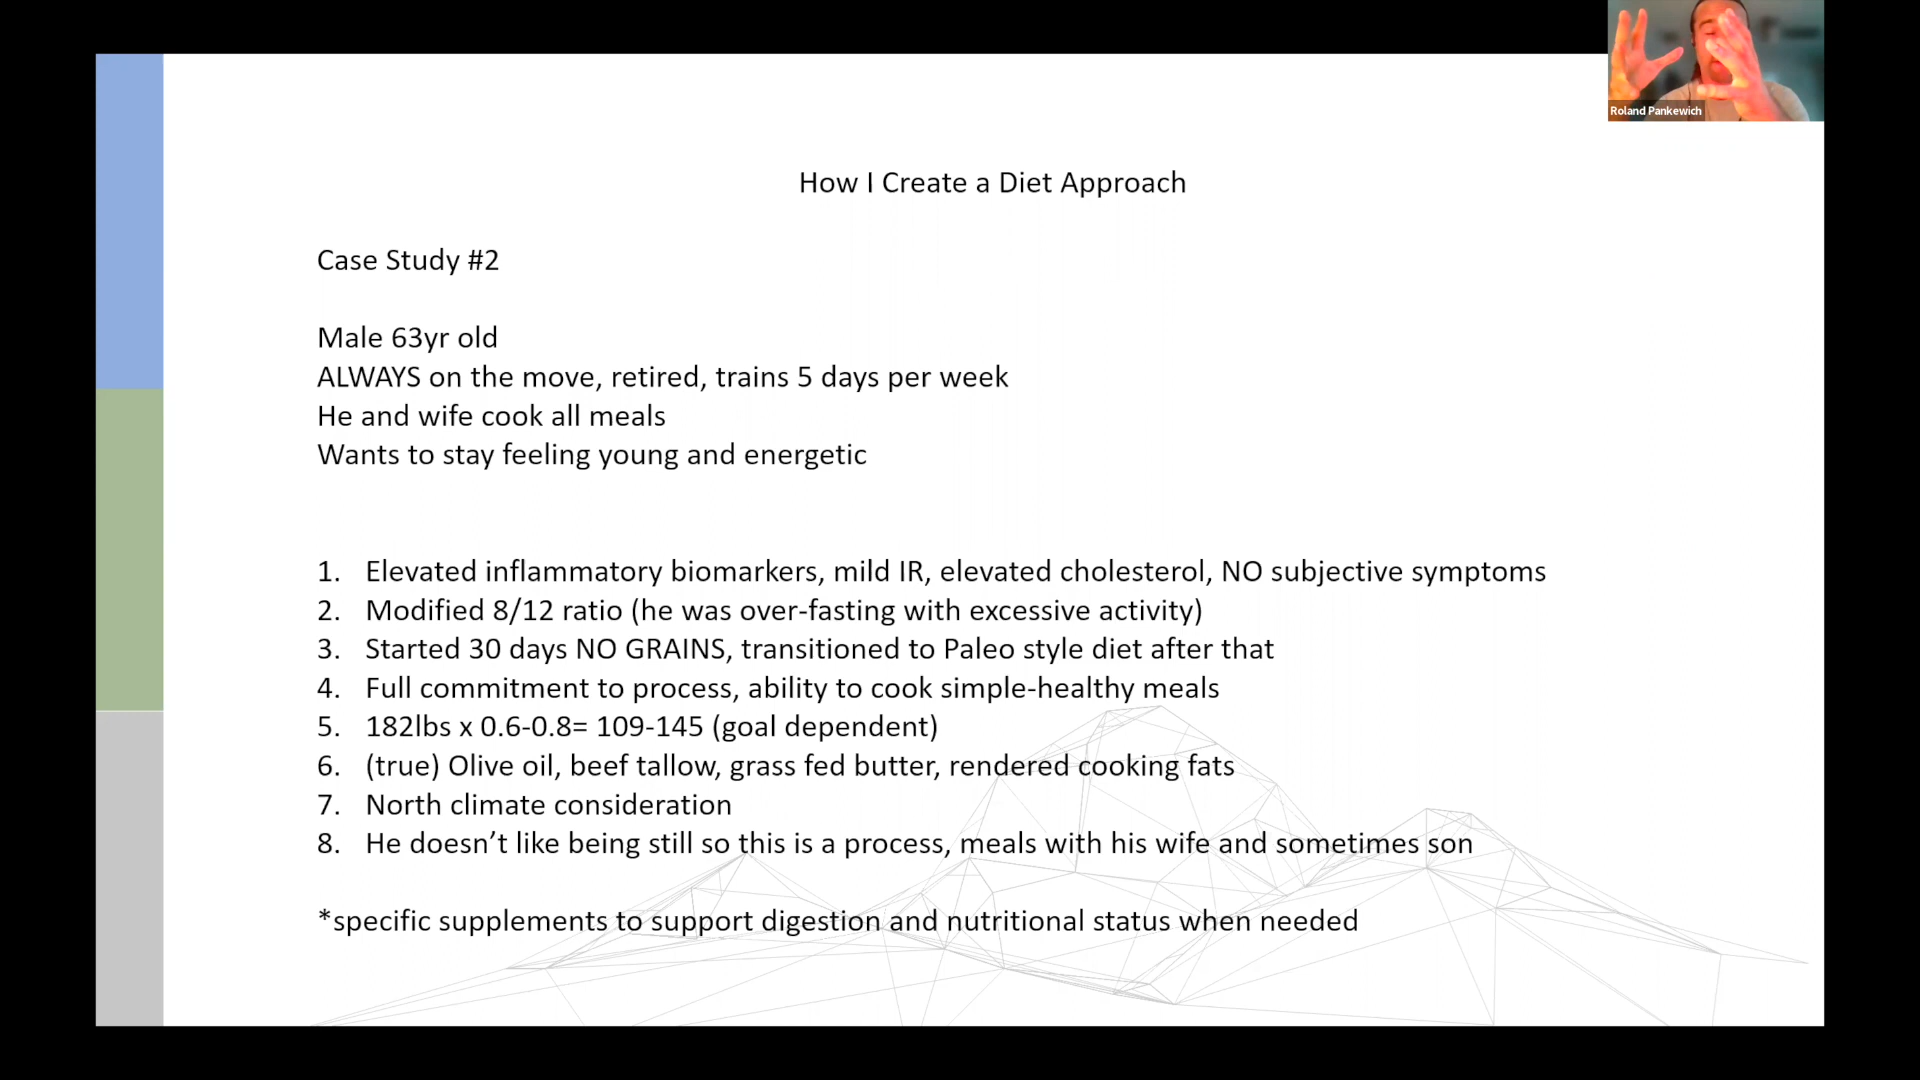 Roland Pankewich
How I Create a Diet Approach
Case Study #2
Male 63yr old
ALWAYS on the move, retired, trains 5 days per week
He and wife cook all meals
Wants to stay feeling young and energetic
1. Elevated inflammatory biomarkers, mild IR, elevated cholesterol, NO subjective symptoms
2. Modified 8/12 ratio (he was over-fasting with excessive activity)
3. Started 30 days NO GRAINS, transitioned to Paleo style diet after that
4. Full commitment to process, ability to cook simple-healthy meals
5. 182lbs x 0.6-0.8= 109-145 (goal dependent)
6. (true) Olive oil, beef tallow, grass fed butter, rendered cooking fats
7. North climate consideration
8. He doesn’t like being still so this is a process, meals with his wife and sometimes son
*specific supplements to support digestion and nutritional status when needed